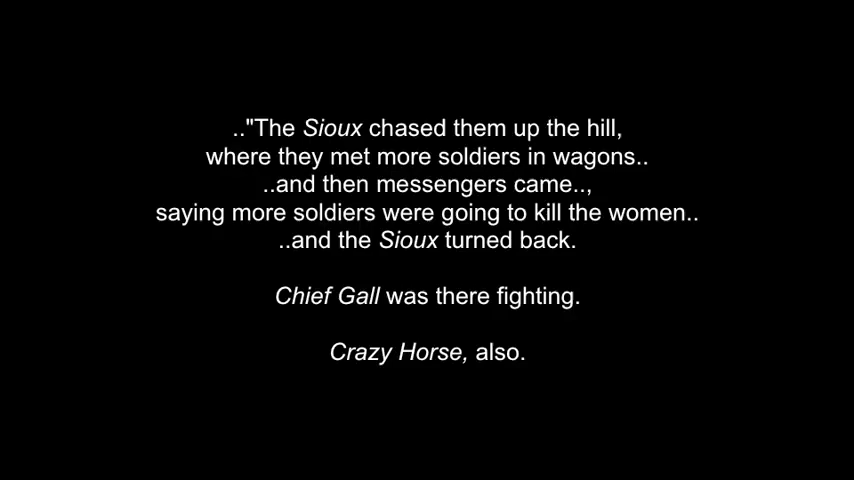 .."The Sioux chased them up the hill,
where they met more soldiers in wagons..
..and then messengers came..,
saying more soldiers were going to kill the women..
..and the Sioux turned back.
Chief Gall was there fighting.
Crazy Horse, also.